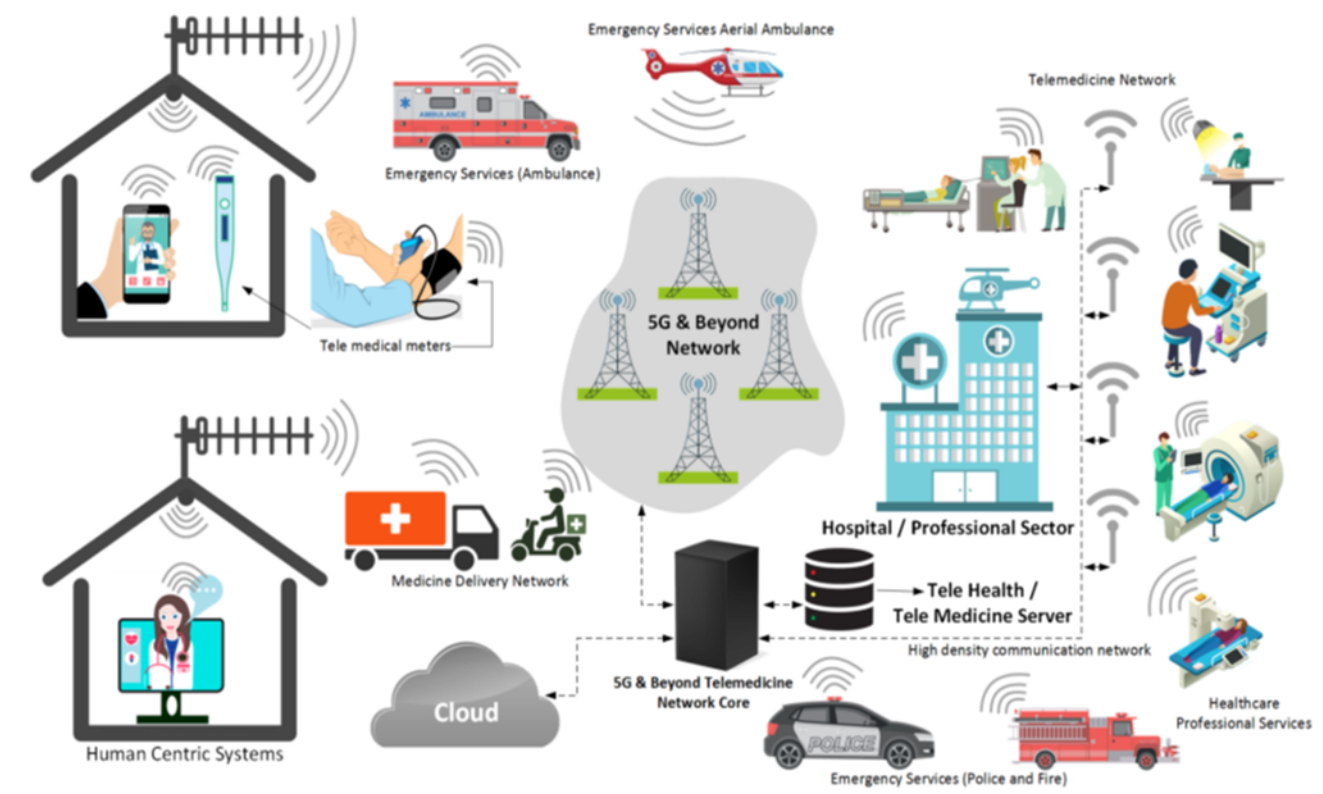 Emergency Services Aerial Ambulance
Telemedicine Network
AMBULANCE
Emergency Services (Ambulance)
5G & Beyond
Network
Tele medical meters
Hospital / Professional Sector
Medicine Delivery Network
Tele Health /
Tele Medicine Server
High density communication network
5G & Beyond Telemedicine
Network Core
Cloud
Healthcare
Professional Services
POLICE
Human Centric Systems
Emergency Services (Police and Fire)